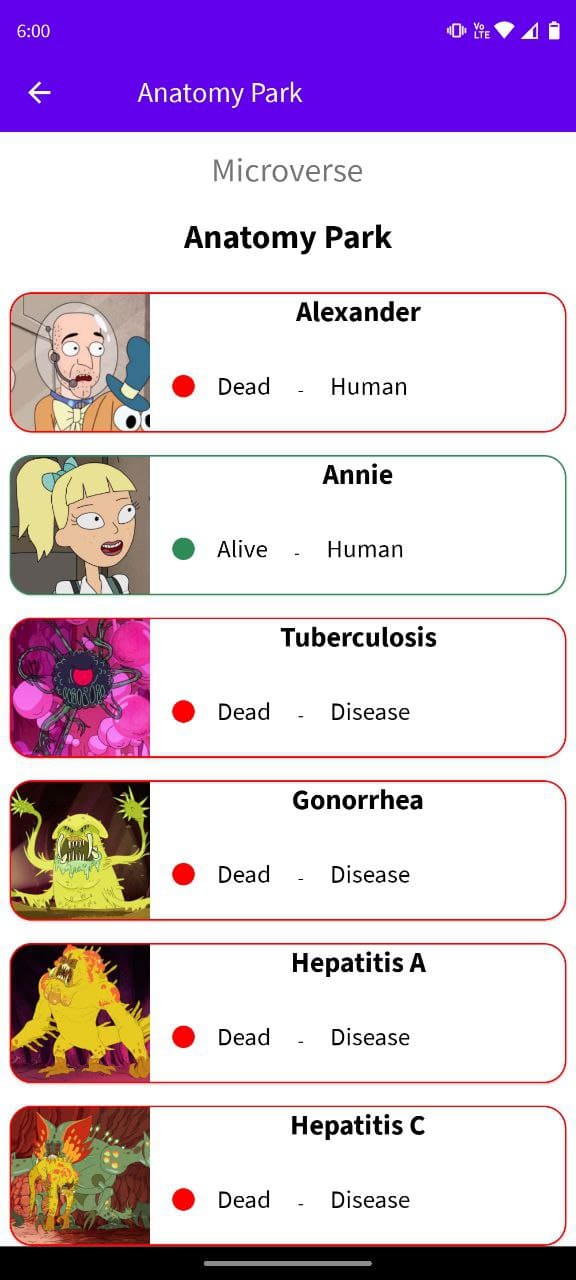 6:00
Vo
LTE
Anatomy Park
Microverse
Anatomy Park
Alexander
Dead - Human
Annie
Alive - Human
Tuberculosis
Dead - Disease
Gonorrhea
Dead - Disease
Hepatitis A
Dead - Disease
Hepatitis C
Dead - Disease